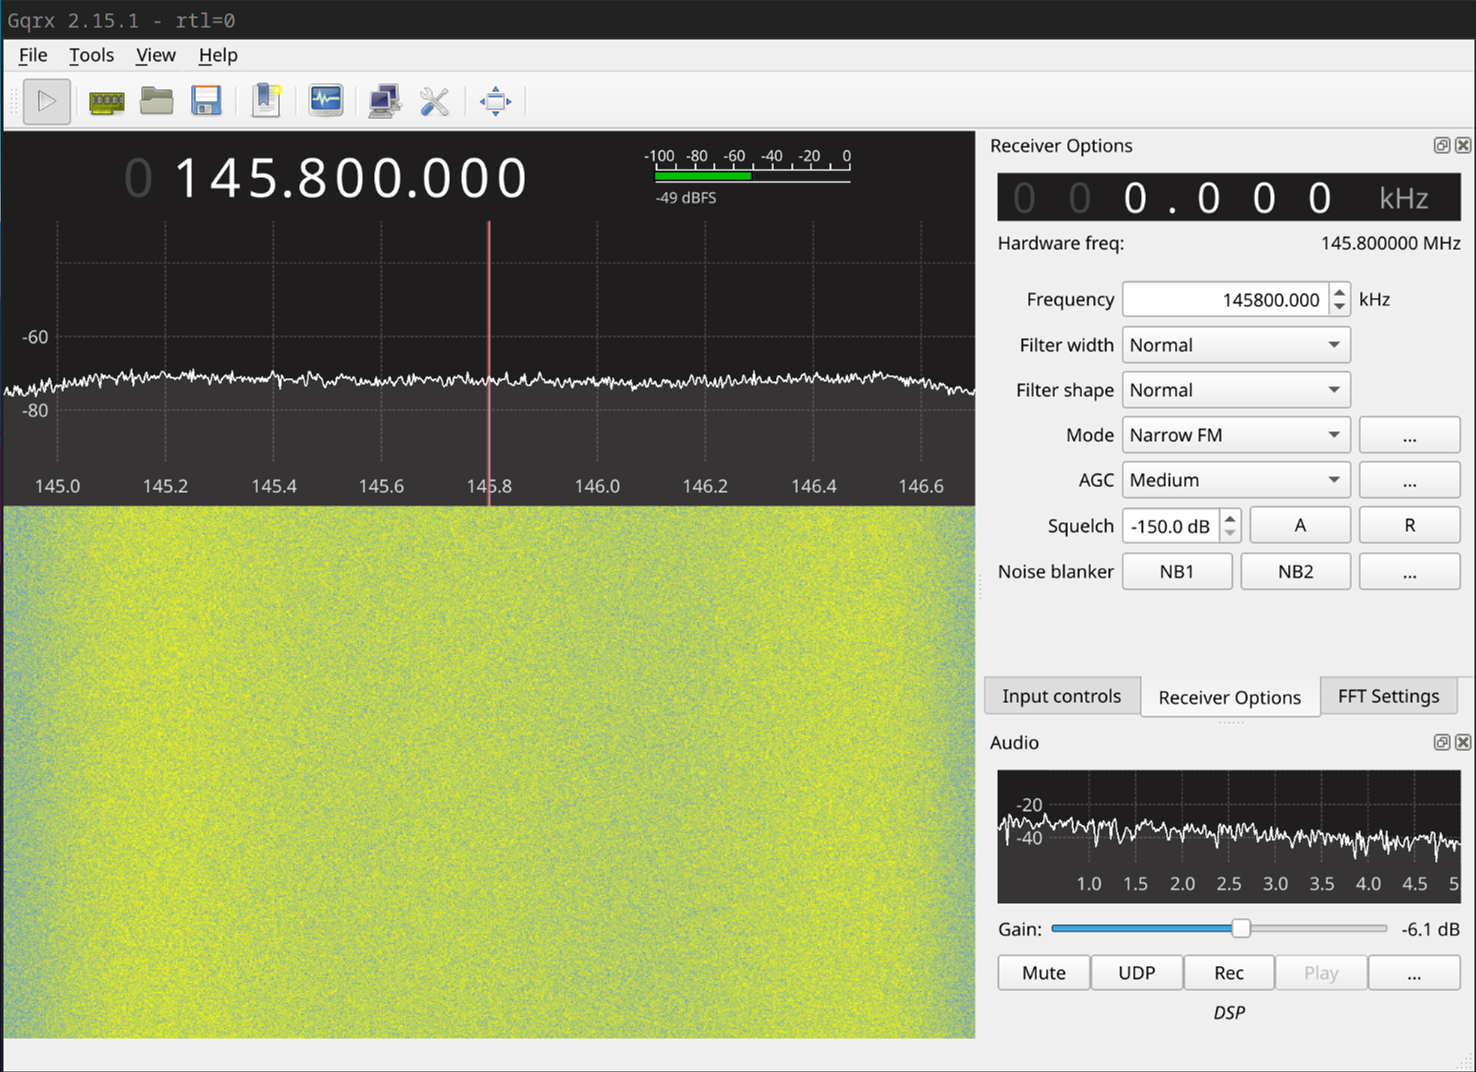 Gqrx 2.15.1 - rtl=0
File Tools View Help
0 145.800.000
-100 -80 -60 -40 -20 0
-49 dBFS
-60
-80
145.0 145.2 145.4 145.6 145.8 146.0 146.2 146.4 146.6
Receiver Options
0 0 0.000 kHz
Hardware freq: 145.800000 MHz
Frequency 145800.000 kHz
Filter width Normal
Filter shape Normal
Mode Narrow FM ...
AGC Medium ...
Squelch -150.0 dB A R
Noise blanker NB1 NB2 ...
Input controls Receiver Options FFT Settings
Audio
-20
-40
1.0 1.5 2.0 2.5 3.0 3.5 4.0 4.5 5
Gain: -6.1 dB
Mute UDP Rec Play ...
DSP